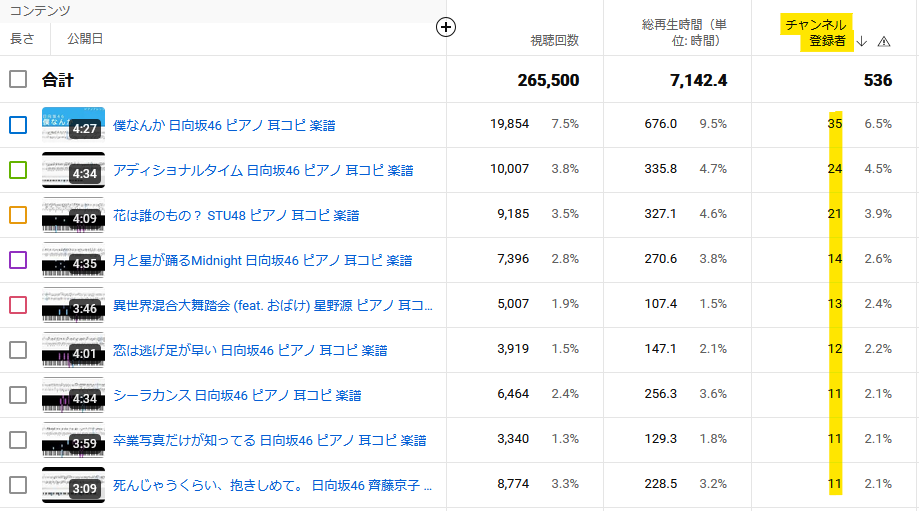 コンテンツ
長さ 公開日
視聴回数
総再生時間(単
位: 時間)
チャンネル
登録者
合計 265,500 7,142.4 536
4:27 僕なんか 日向坂46 ピアノ 耳コピ 楽譜 19,854 7.5% 676.0 9.5% 35 6.5%
4:34 アディショナルタイム 日向坂46 ピアノ 耳コピ 楽譜 10,007 3.8% 335.8 4.7% 24 4.5%
4:09 花は誰のもの? STU48 ピアノ 耳コピ 楽譜 9,185 3.5% 327.1 4.6% 21 3.9%
4:35 月と星が踊るMidnight 日向坂46 ピアノ 耳コピ 楽譜 7,396 2.8% 270.6 3.8% 14 2.6%
3:46 異世界混合大舞踏会 (feat. おばけ) 星野源 ピアノ 耳コ... 5,007 1.9% 107.4 1.5% 13 2.4%
4:01 恋は逃げ足が早い 日向坂46 ピアノ 耳コピ 楽譜 3,919 1.5% 147.1 2.1% 12 2.2%
4:34 シーラカンス 日向坂46 ピアノ 耳コピ 楽譜 6,464 2.4% 256.3 3.6% 11 2.1%
3:59 卒業写真だけが知ってる 日向坂46 ピアノ 耳コピ 楽譜 3,340 1.3% 129.3 1.8% 11 2.1%
3:09 死んじゃうくらい、抱きしめて。 日向坂46 齊藤京子 ... 8,774 3.3% 228.5 3.2% 11 2.1%